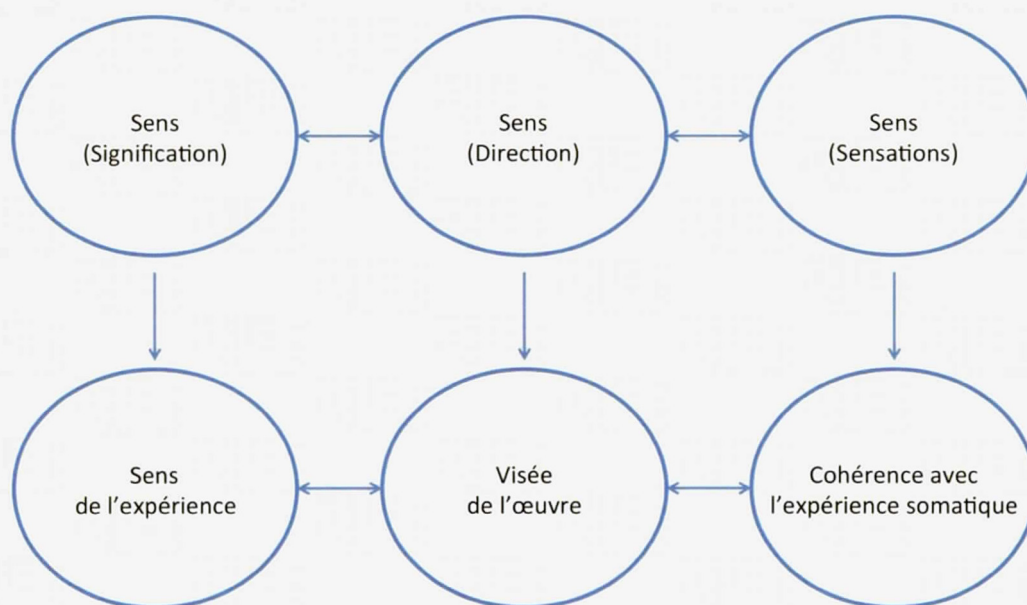 Sens
(Signification)
Sens
(Direction)
Sens
(Sensations)
Sens
de l'expérience
Visée
de l'œuvre
Cohérence avec
l'expérience somatique